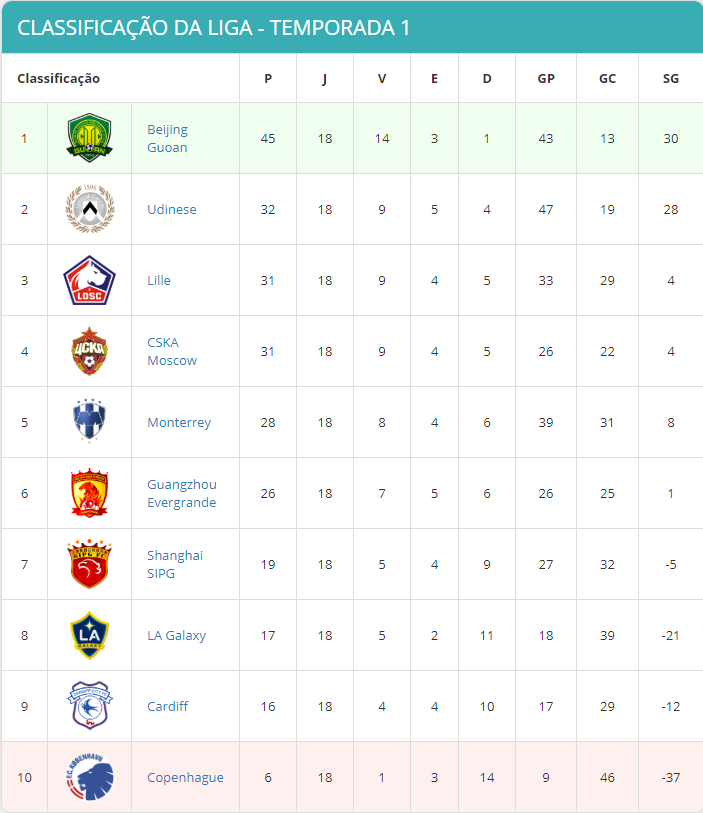 CLASSIFICAÇÃO DA LIGA - TEMPORADA 1
Classificação P J V E D GP GC SG
1 Beijing Guoan 45 18 14 3 1 43 13 30
1896
2 Udinese 32 18 9 5 4 47 19 28
LOSC
3 Lille 31 18 9 4 5 33 29 4
ЦСКА
4 CSKA Moscow 31 18 9 4 5 26 22 4
5 Monterrey 28 18 8 4 6 39 31 8
6 Guangzhou Evergrande 26 18 7 5 6 26 25 1
SIPG FC
7 Shanghai SIPG 19 18 5 4 9 27 32 -5
LA
GALAXY
8 LA Galaxy 17 18 5 2 11 18 39 -21
CARDIFF CITY FC
9 Cardiff 16 18 4 4 10 17 29 -12
F.C. KØBENHAVN
10 Copenhague 6 18 1 3 14 9 46 -37